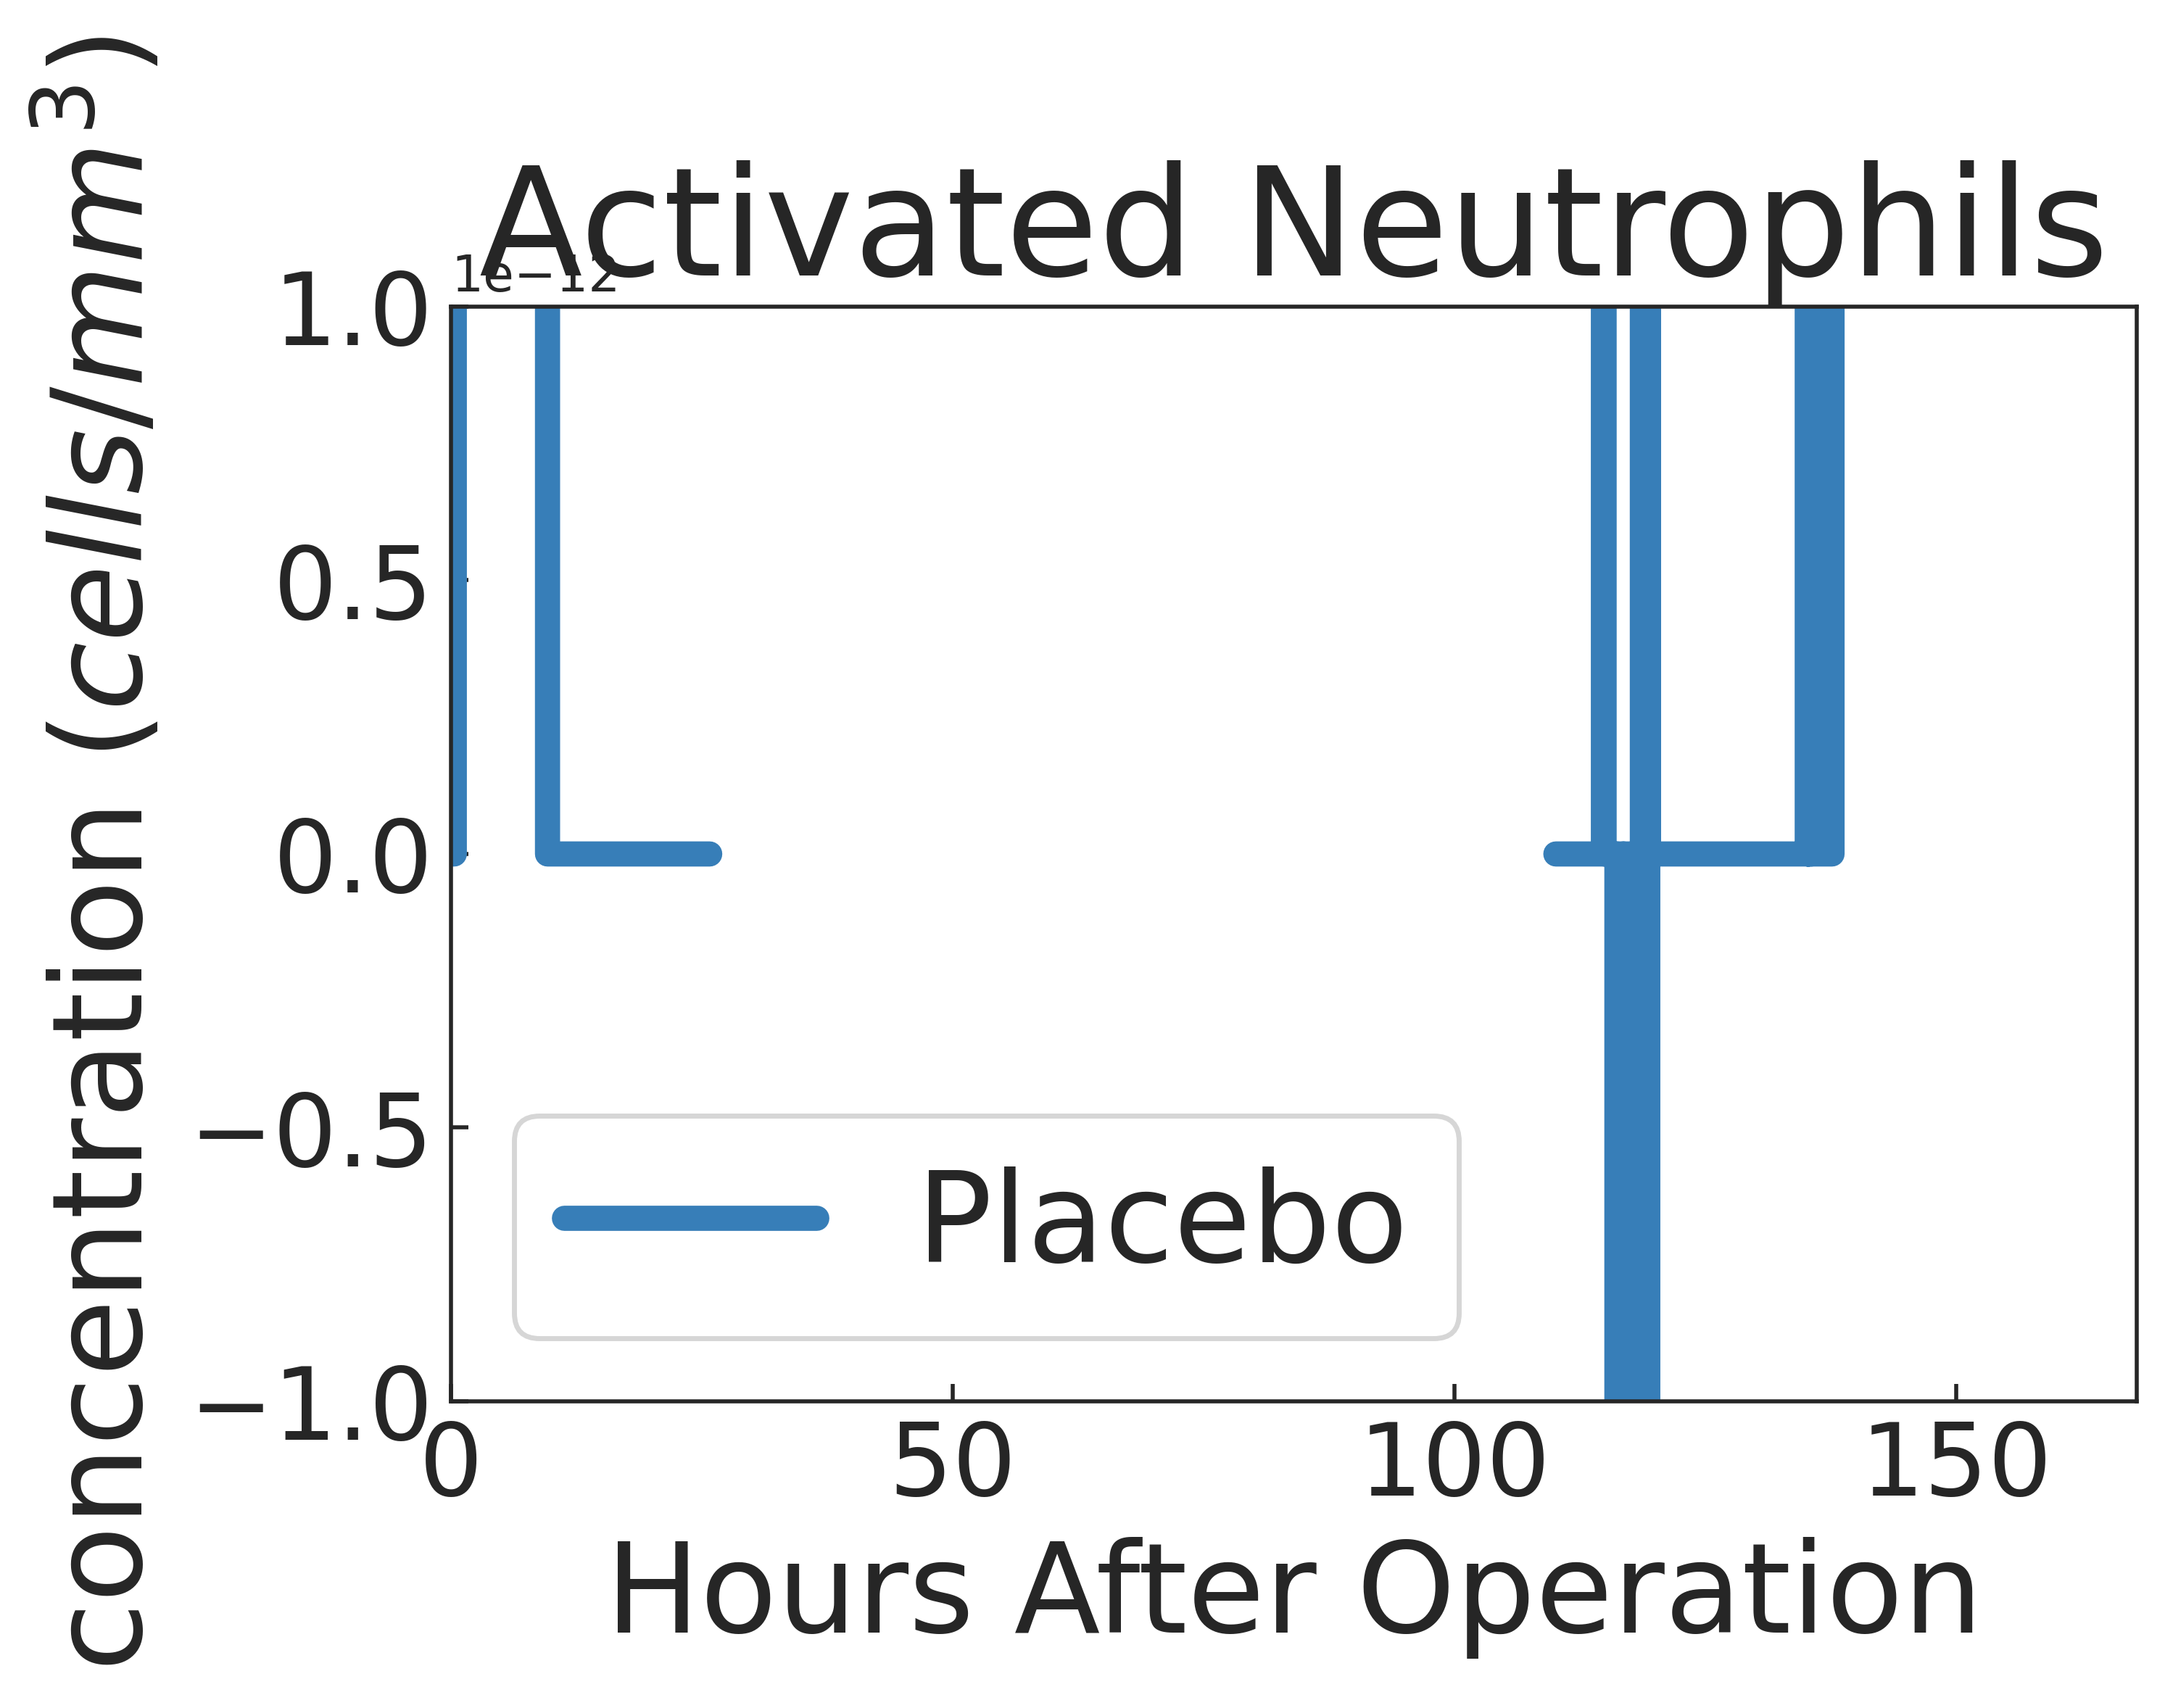 Activated Neutrophils
1e−12
concentration (cells/mm³)
1.0
0.5
0.0
−0.5
−1.0
Placebo
0 50 100 150
Hours After Operation